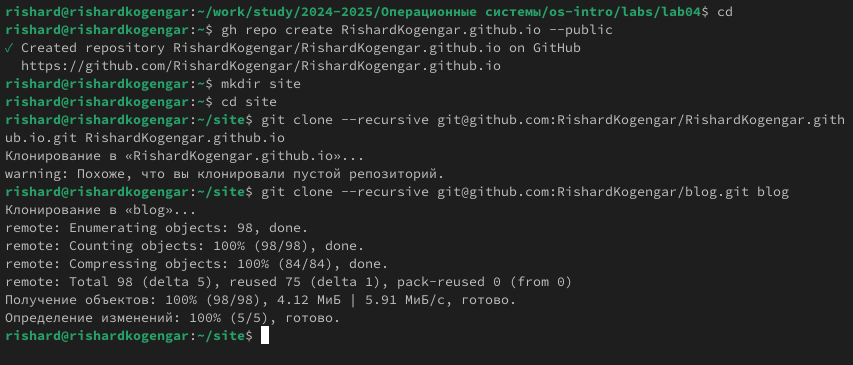 rishard@rishardkogengar:~/work/study/2024-2025/Операционные системы/os-intro/labs/lab04$ cd
rishard@rishardkogengar:~$ gh repo create RishardKogengar.github.io --public
✓ Created repository RishardKogengar/RishardKogengar.github.io on GitHub
  https://github.com/RishardKogengar/RishardKogengar.github.io
rishard@rishardkogengar:~$ mkdir site
rishard@rishardkogengar:~$ cd site
rishard@rishardkogengar:~/site$ git clone --recursive git@github.com:RishardKogengar/RishardKogengar.gith
ub.io.git RishardKogengar.github.io
Клонирование в «RishardKogengar.github.io»...
warning: Похоже, что вы клонировали пустой репозиторий.
rishard@rishardkogengar:~/site$ git clone --recursive git@github.com:RishardKogengar/blog.git blog
Клонирование в «blog»...
remote: Enumerating objects: 98, done.
remote: Counting objects: 100% (98/98), done.
remote: Compressing objects: 100% (84/84), done.
remote: Total 98 (delta 5), reused 75 (delta 1), pack-reused 0 (from 0)
Получение объектов: 100% (98/98), 4.12 МиБ | 5.91 МиБ/с, готово.
Определение изменений: 100% (5/5), готово.
rishard@rishardkogengar:~/site$